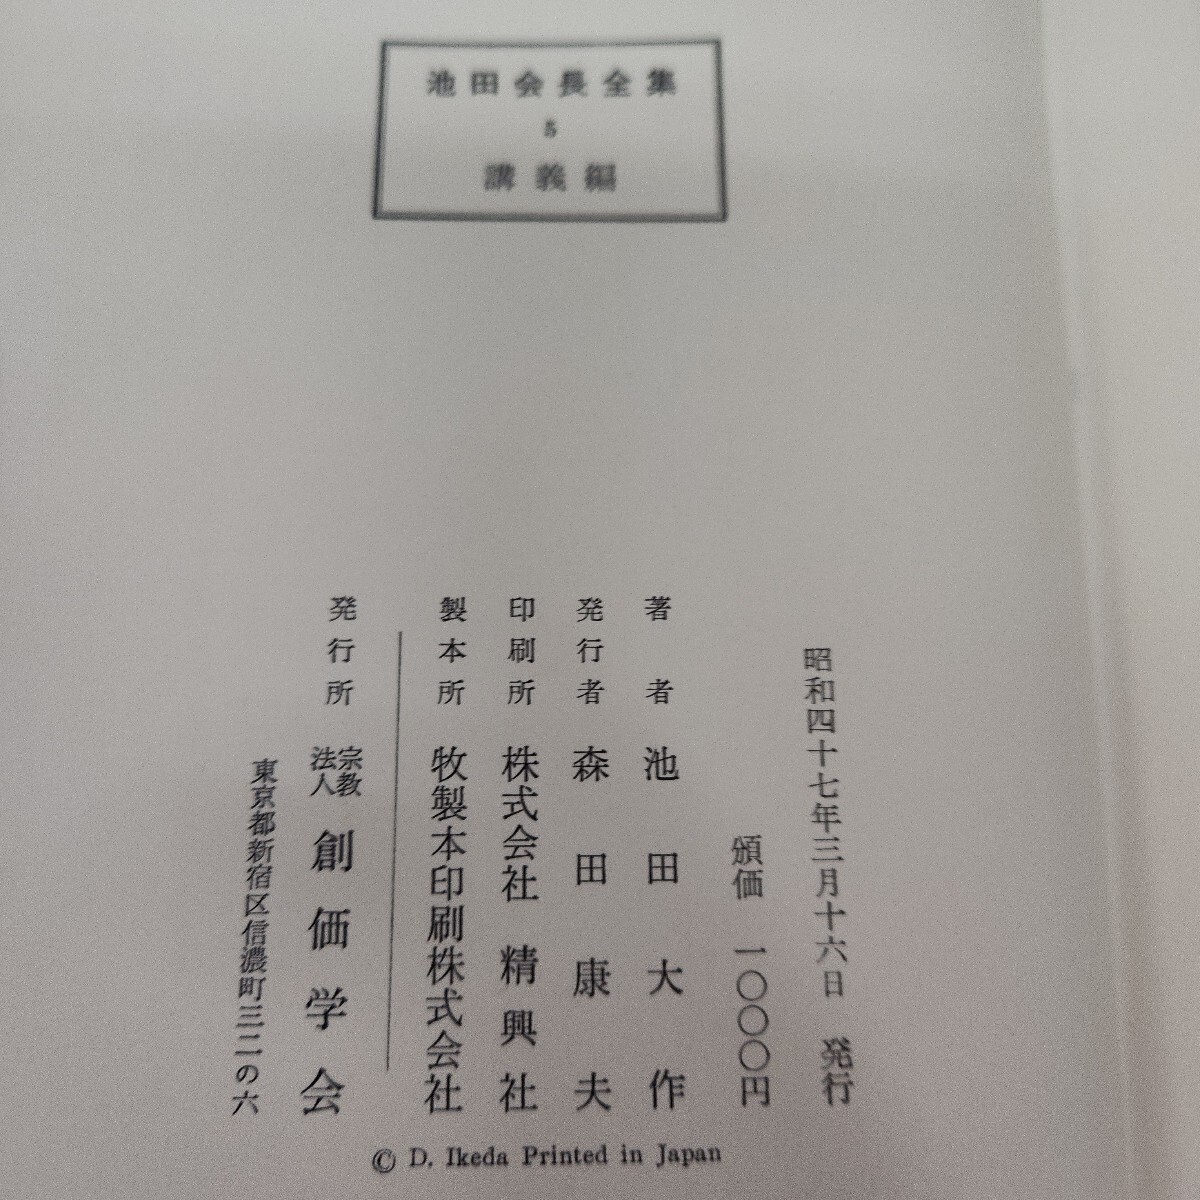 池田会長全集
5
講義編
昭和四十七年三月十六日 発行
頒価 一〇〇〇円
著者 池田大作
発行者 森田康夫
印刷所 株式会社 精興社
製本所 牧製本印刷株式会社
発行所 宗教法人 創価学会
東京都新宿区信濃町三二の六
© D. Ikeda Printed in Japan